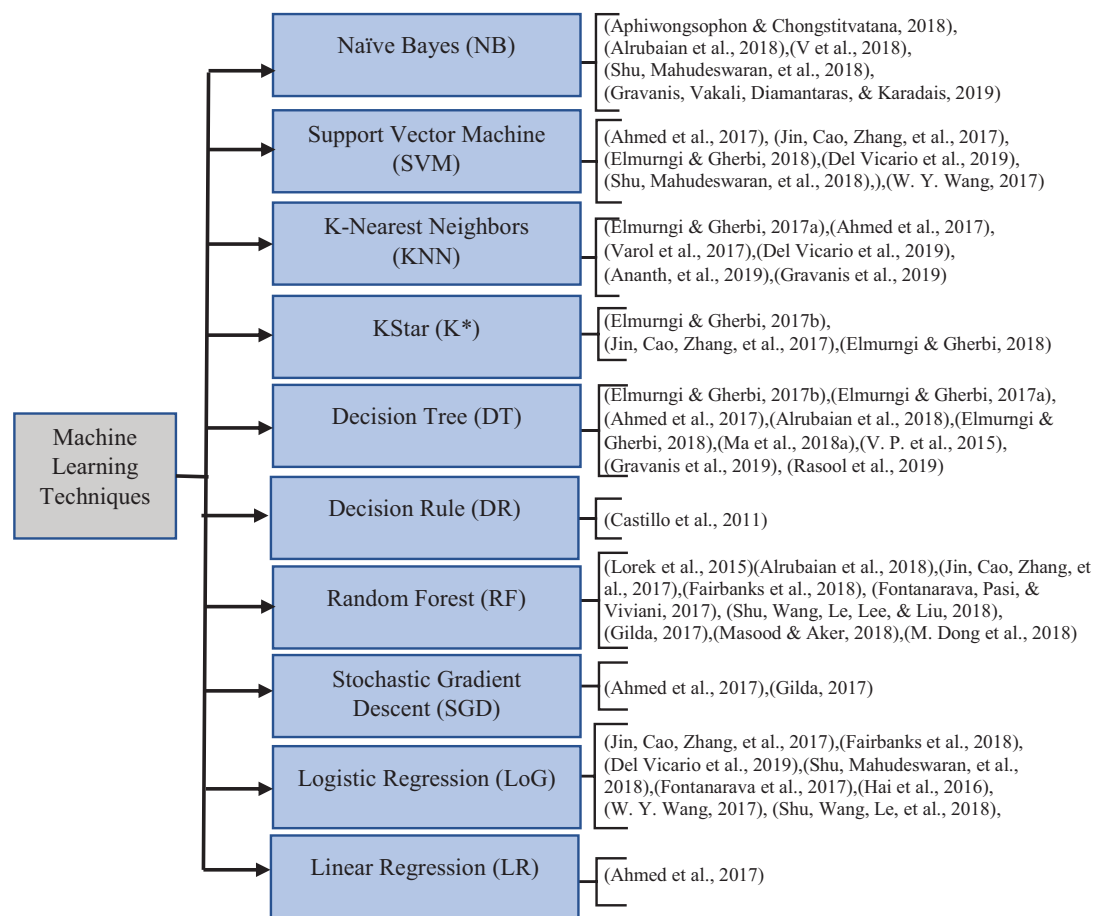 Machine
Learning
Techniques
Naïve Bayes (NB)
(Aphiwongsophon & Chongstitvatana, 2018),
(Alrubaian et al., 2018),(V et al., 2018),
(Shu, Mahudeswaran, et al., 2018),
(Gravanis, Vakali, Diamantaras, & Karadais, 2019)
Support Vector Machine
(SVM)
(Ahmed et al., 2017), (Jin, Cao, Zhang, et al., 2017),
(Elmurngi & Gherbi, 2018),(Del Vicario et al., 2019),
(Shu, Mahudeswaran, et al., 2018),),(W. Y. Wang, 2017)
K-Nearest Neighbors
(KNN)
(Elmurngi & Gherbi, 2017a),(Ahmed et al., 2017),
(Varol et al., 2017),(Del Vicario et al., 2019),
(Ananth, et al., 2019),(Gravanis et al., 2019)
KStar (K*)
(Elmurngi & Gherbi, 2017b),
(Jin, Cao, Zhang, et al., 2017),(Elmurngi & Gherbi, 2018)
Decision Tree (DT)
(Elmurngi & Gherbi, 2017b),(Elmurngi & Gherbi, 2017a),
(Ahmed et al., 2017),(Alrubaian et al., 2018),(Elmurngi &
Gherbi, 2018),(Ma et al., 2018a),(V. P. et al., 2015),
(Gravanis et al., 2019), (Rasool et al., 2019)
Decision Rule (DR)
(Castillo et al., 2011)
Random Forest (RF)
(Lorek et al., 2015)(Alrubaian et al., 2018),(Jin, Cao, Zhang, et
al., 2017),(Fairbanks et al., 2018), (Fontanarava, Pasi, &
Viviani, 2017), (Shu, Wang, Le, Lee, & Liu, 2018),
(Gilda, 2017),(Masood & Aker, 2018),(M. Dong et al., 2018)
Stochastic Gradient
Descent (SGD)
(Ahmed et al., 2017),(Gilda, 2017)
Logistic Regression (LoG)
(Jin, Cao, Zhang, et al., 2017),(Fairbanks et al., 2018),
(Del Vicario et al., 2019),(Shu, Mahudeswaran, et al.,
2018),(Fontanarava et al., 2017),(Hai et al., 2016),
(W. Y. Wang, 2017), (Shu, Wang, Le, et al., 2018),
Linear Regression (LR)
(Ahmed et al., 2017)